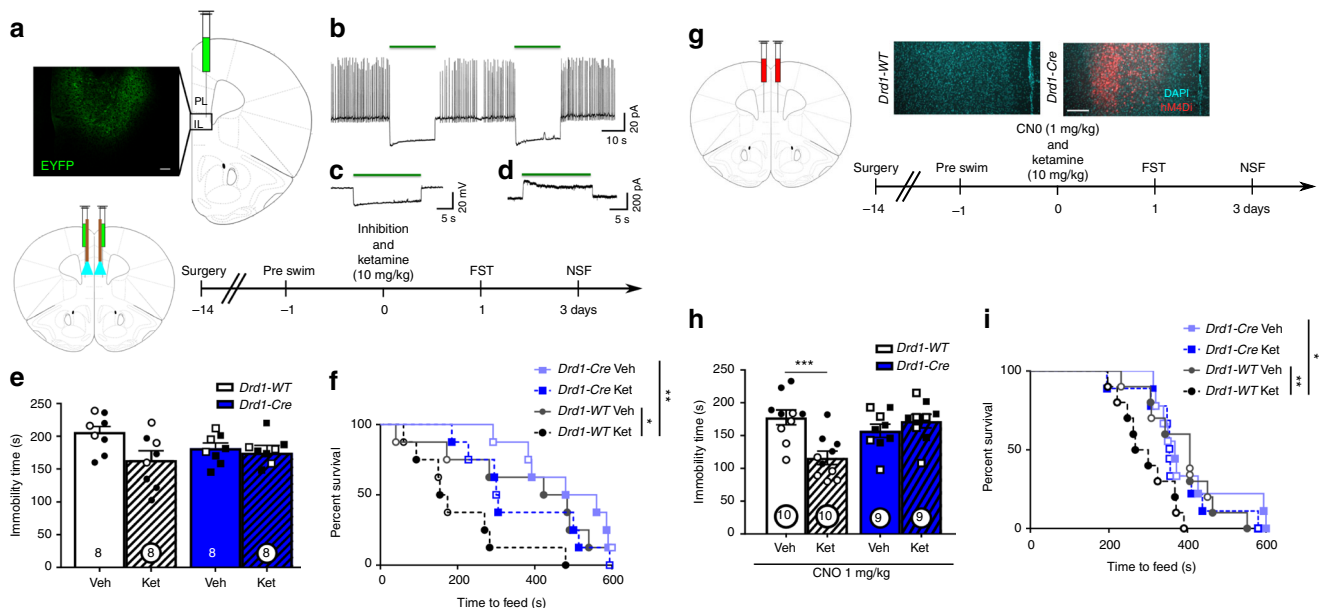 a
PL
IL
EYFP
b
20 pA
10 s
c
20 mV
5 s
d
200 pA
5 s
Inhibition
and
ketamine
(10 mg/kg)
Surgery
Pre swim
FST
NSF
–14
–1
0
1
3 days
e
Drd1-WT
Drd1-Cre
Immobility time (s)
250
200
150
100
50
0
8
8
8
8
Veh
Ket
Veh
Ket
f
Drd1-Cre Veh
Drd1-Cre Ket
Drd1-WT Veh
Drd1-WT Ket
*
**
Percent survival
100
50
0
0
200
400
600
Time to feed (s)
g
Drd1-WT
Drd1-Cre
DAPI
hM4Di
CN0 (1 mg/kg)
and
ketamine
(10 mg/kg)
Surgery
Pre swim
FST
NSF
–14
–1
0
1
3 days
h
Drd1-WT
Drd1-Cre
***
Immobility time (s)
250
200
150
100
50
0
10
10
9
9
Veh
Ket
Veh
Ket
CNO 1 mg/kg
i
Drd1-Cre Veh
Drd1-Cre Ket
Drd1-WT Veh
Drd1-WT Ket
**
*
Percent survival
100
50
0
0
200
400
600
Time to feed (s)